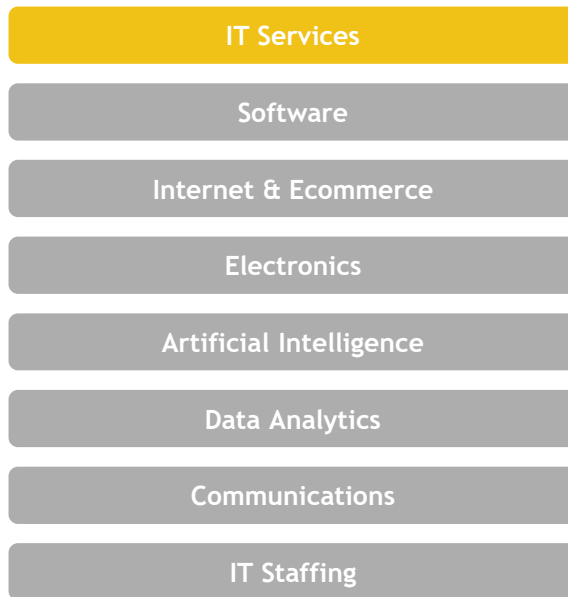 IT Services
Software
Internet & Ecommerce
Electronics
Artificial Intelligence
Data Analytics
Communications
IT Staffing